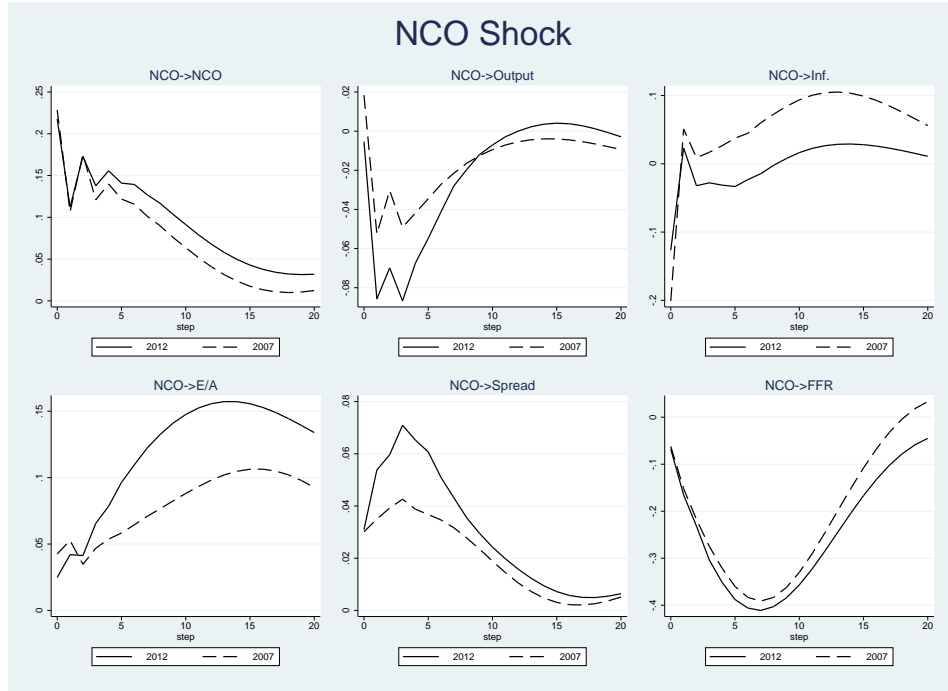 NCO Shock
NCO->NCO
.25
.2
.15
.1
.05
0
0 5 10 15 20
step
2012 2007
NCO->Output
.02
0
-.02
-.04
-.06
-.08
0 5 10 15 20
step
2012 2007
NCO->Inf.
.1
0
-.1
-.2
0 5 10 15 20
step
2012 2007
NCO->E/A
.15
.1
.05
0
0 5 10 15 20
step
2012 2007
NCO->Spread
.08
.06
.04
.02
0
0 5 10 15 20
step
2012 2007
NCO->FFR
0
-.1
-.2
-.3
-.4
0 5 10 15 20
step
2012 2007